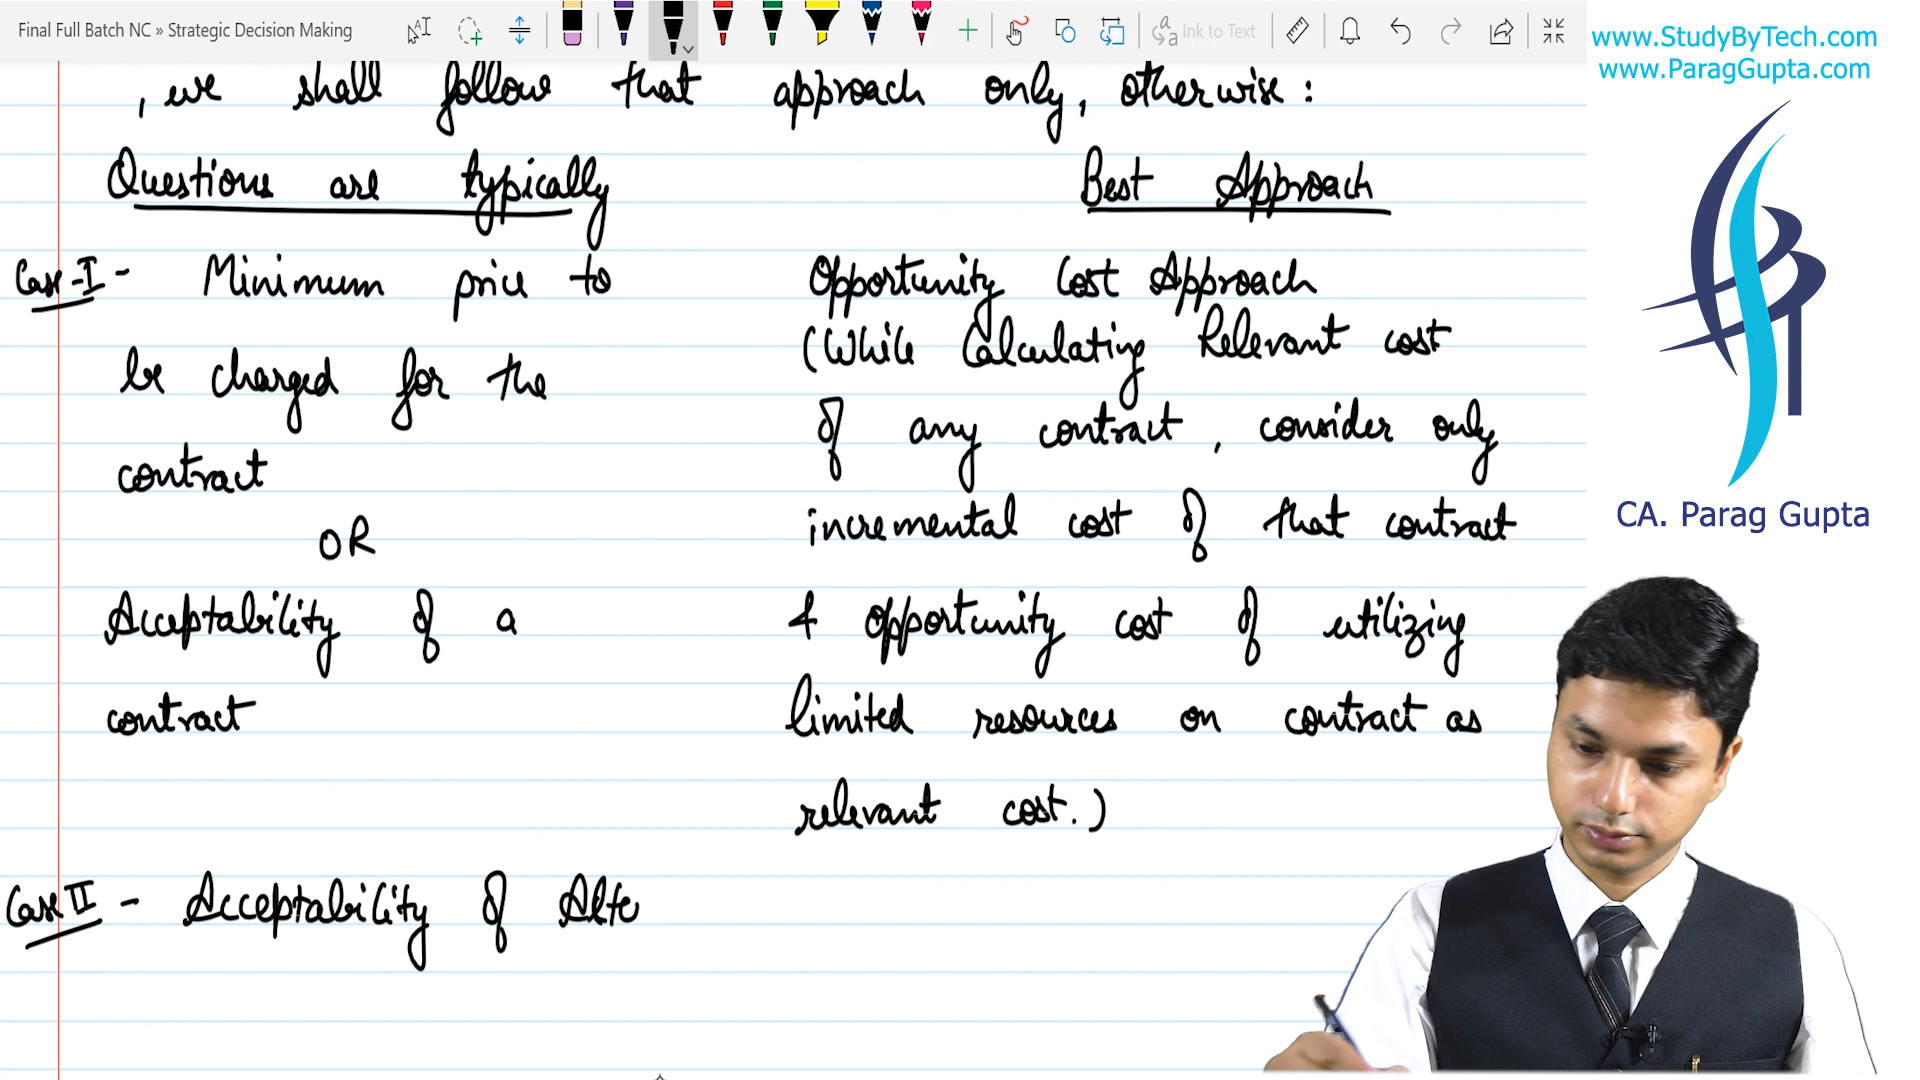 Final Full Batch NC » Strategic Decision Making
Ink to Text
www.StudyByTech.com
www.ParagGupta.com
, we shall follow that approach only, otherwise :
Questions are typically Best Approach
Case-I - Minimum price to Opportunity Cost Approach
(While Calculating Relevant cost
be charged for the of any contract, consider only
contract
OR incremental cost of that contract
Acceptability of a & opportunity cost of utilizing
contract limited resources on contract as
relevant cost.)
Case II - Acceptability of Alte
CA. Parag Gupta